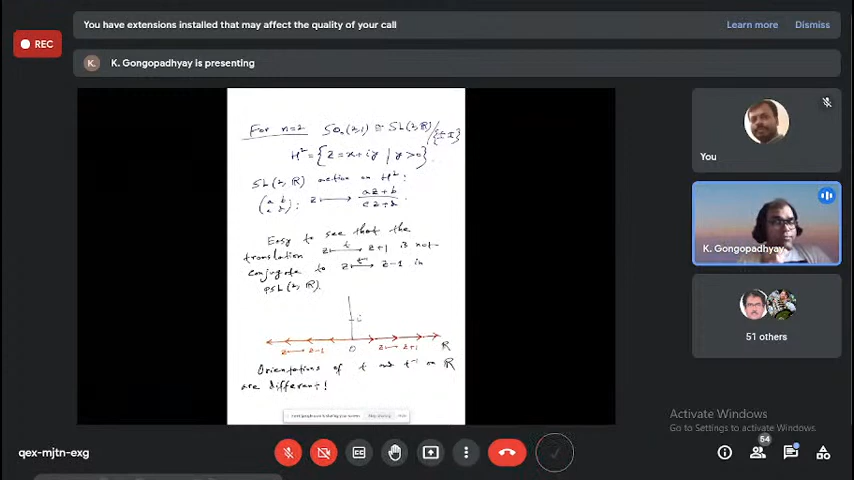 You have extensions installed that may affect the quality of your call
Learn more
Dismiss
REC
K. K. Gongopadhyay is presenting
For n=2 SO₀(2,1) ≅ SL(2,ℝ)/{±I}
H² = {z = x+iy | y>0}
SL(2, ℝ) action on H²:
(a b c d): z ⟼ (az+b)/(cz+d).
Easy to see that the
translation z ⟼ᵗ z+1 is not
conjugate to z ⟼ z-1 in
PSL(2, ℝ).
i
z ⟼ z-1 0 z ⟼ z+1 ℝ
Orientations of t and t⁻¹ on ℝ
are different!
You
K. Gongopadhyay
51 others
Activate Windows
Go to Settings to activate Windows.
qex-mjtn-exg
54